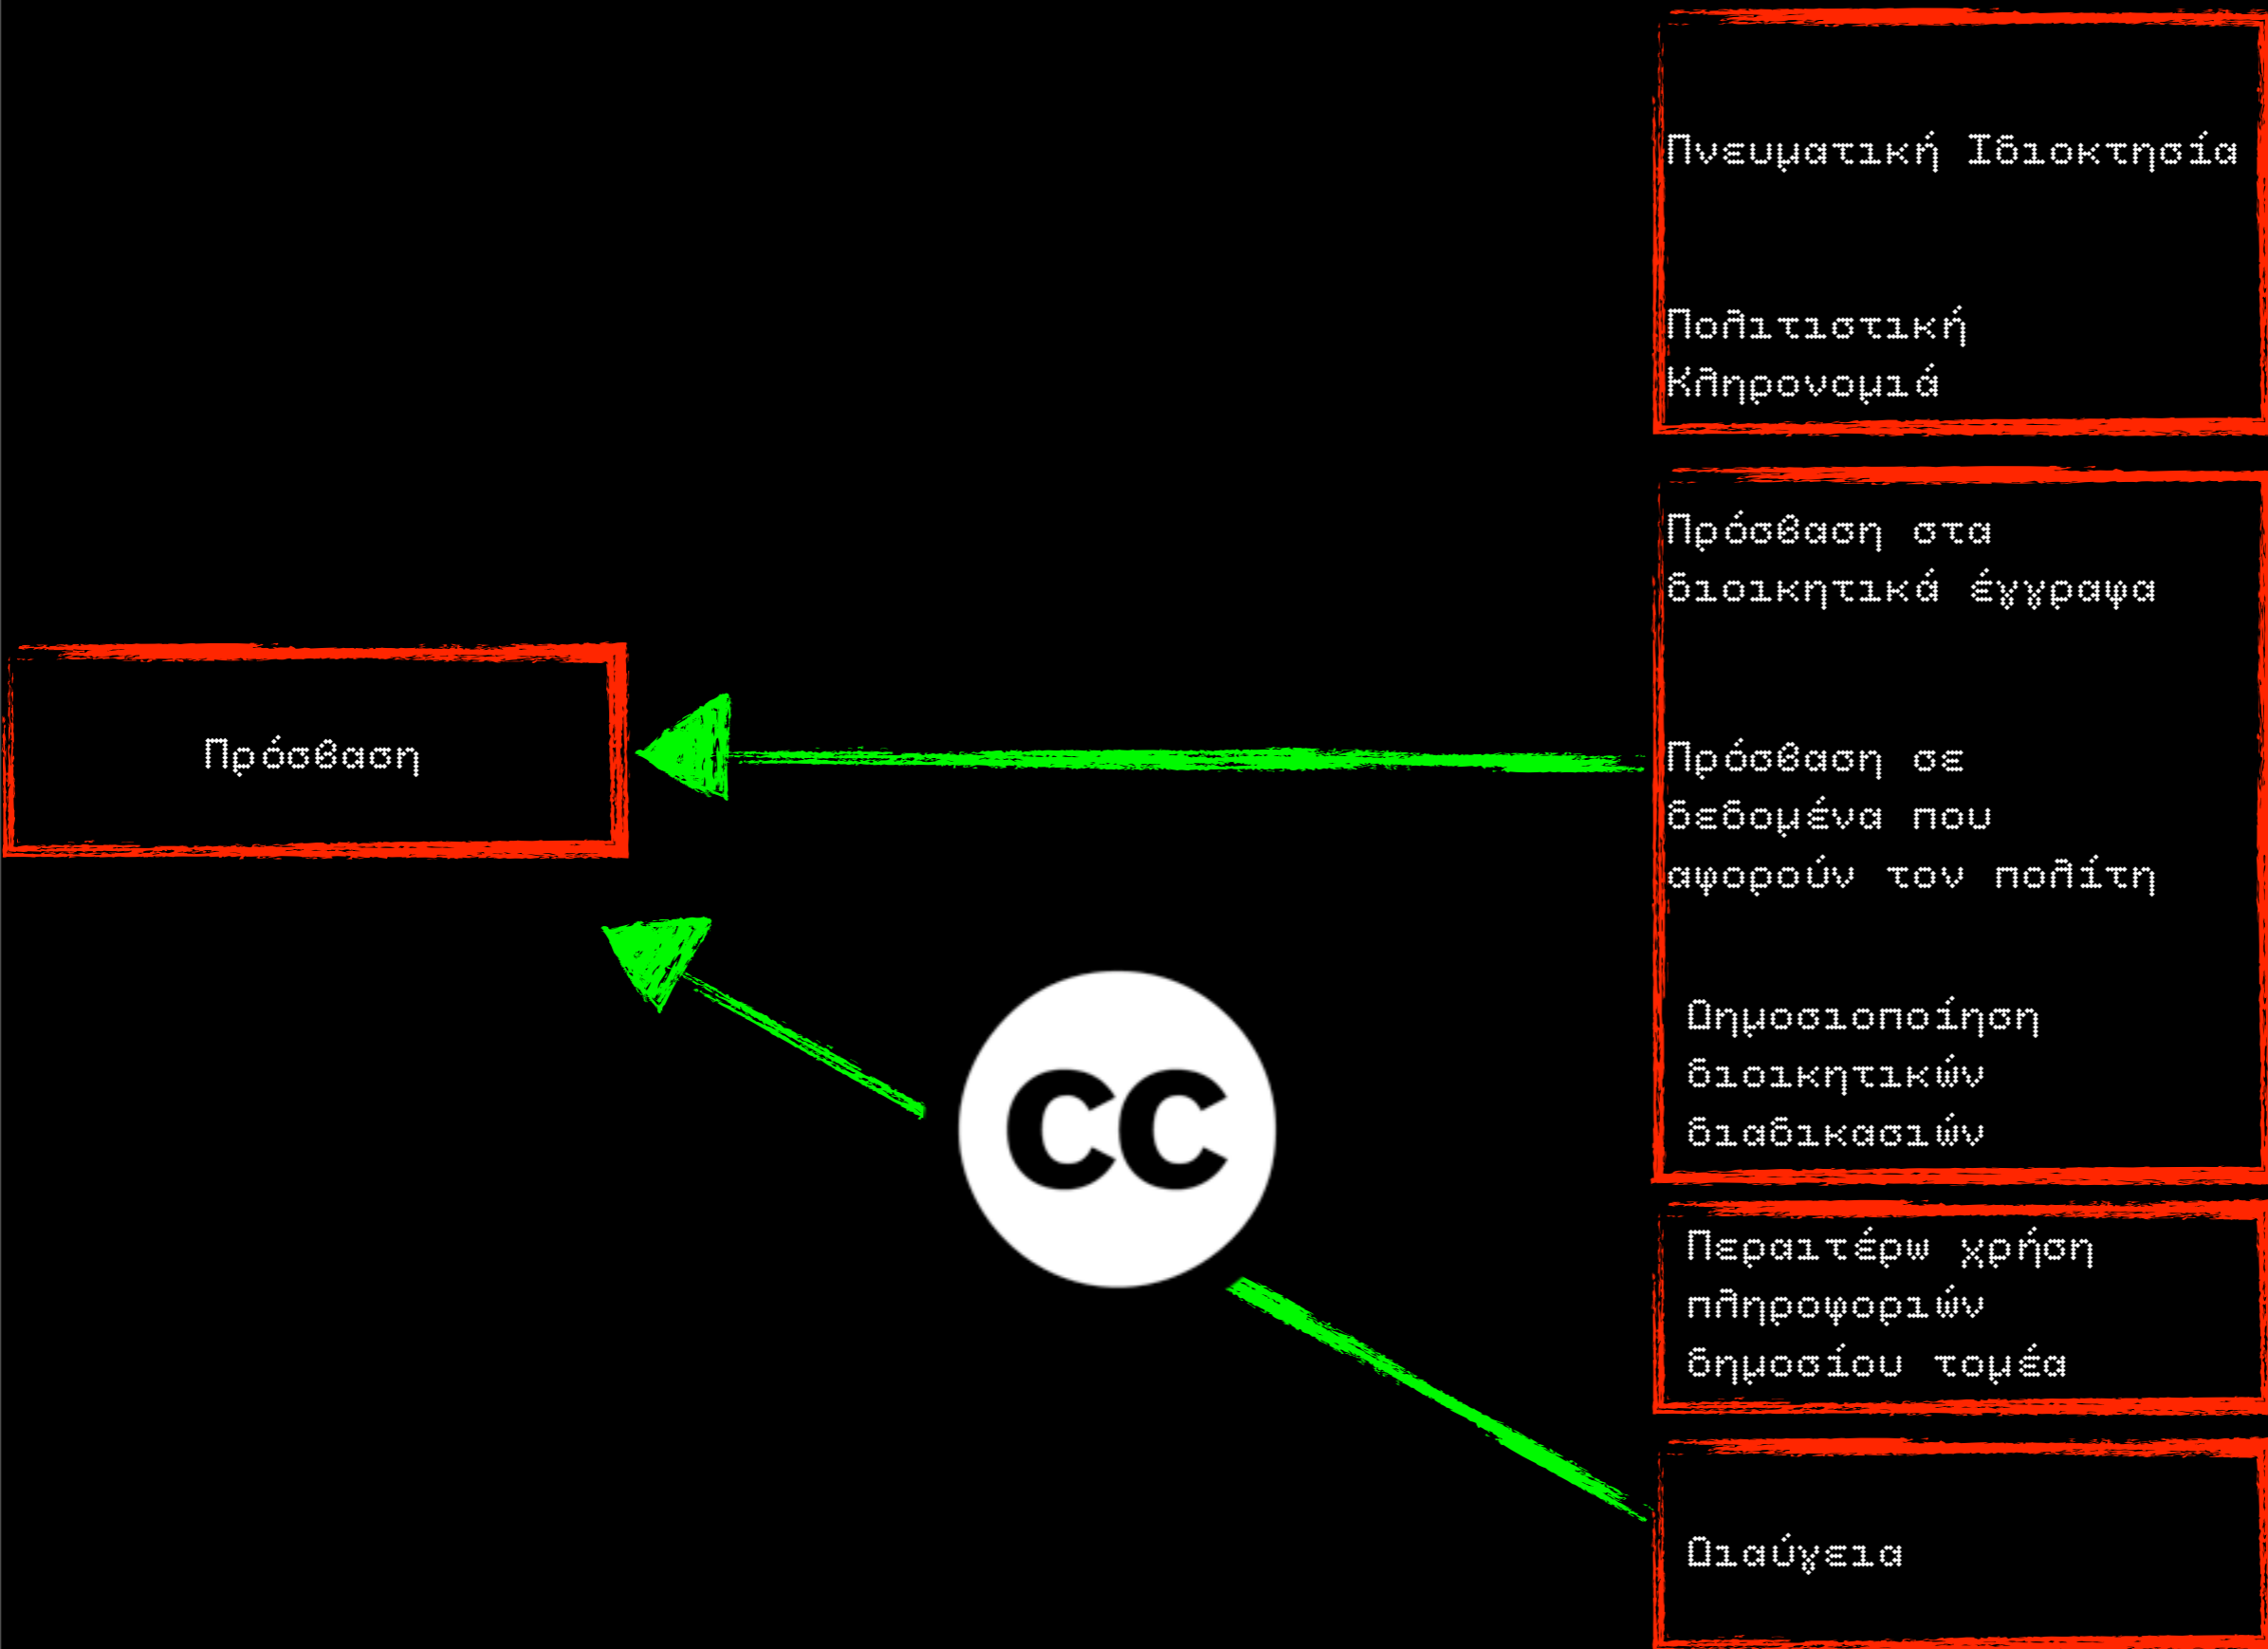 Πνευματική Ιδιοκτησία
Πολιτιστική
Κληρονομιά
Πρόσβαση στα
διοικητικά έγγραφα
Πρόσβαση
Πρόσβαση σε
δεδομένα που
αφορούν τον πολίτη
Δημοσιοποίηση
διοικητικών
διαδικασιών
cc
Περαιτέρω χρήση
πληροφοριών
δημοσίου τομέα
Διαύγεια